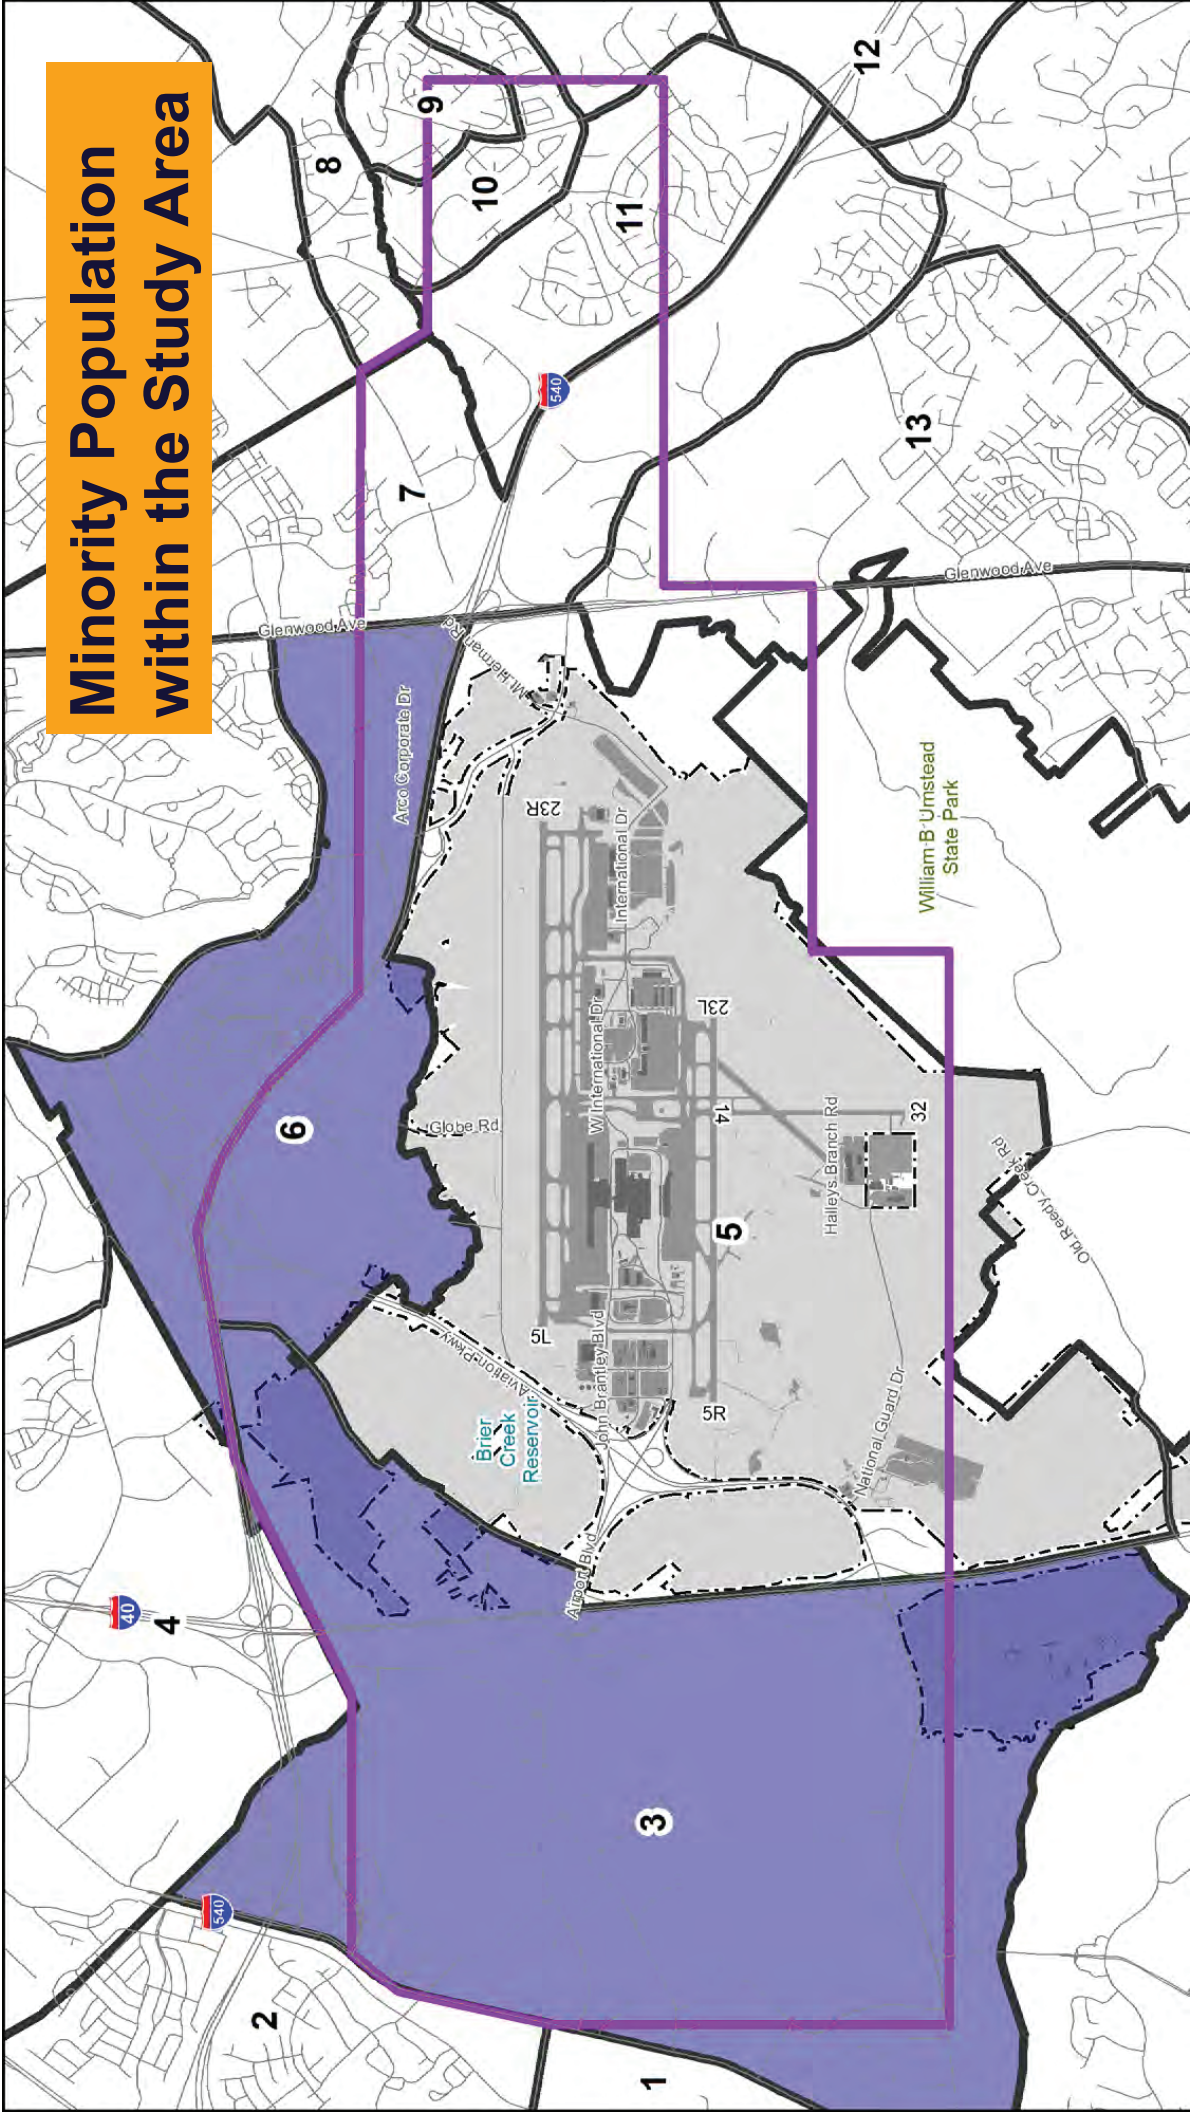 Minority Population
within the Study Area
8
9
10
11
12
13
7
540
Glenwood Ave
Glenwood Ave
Mt Herman Rd
Arco Corporate Dr
William B Umstead
State Park
23R
International Dr
23L
W International Dr
14
32
Haleys Branch Rd
Globe Rd
6
5
Old Reedy Creek Rd
5L
Aviation Pkwy
John Brantley Blvd
5R
Brier
Creek
Reservoir
National Guard Dr
Airport Blvd
40
4
3
540
2
1